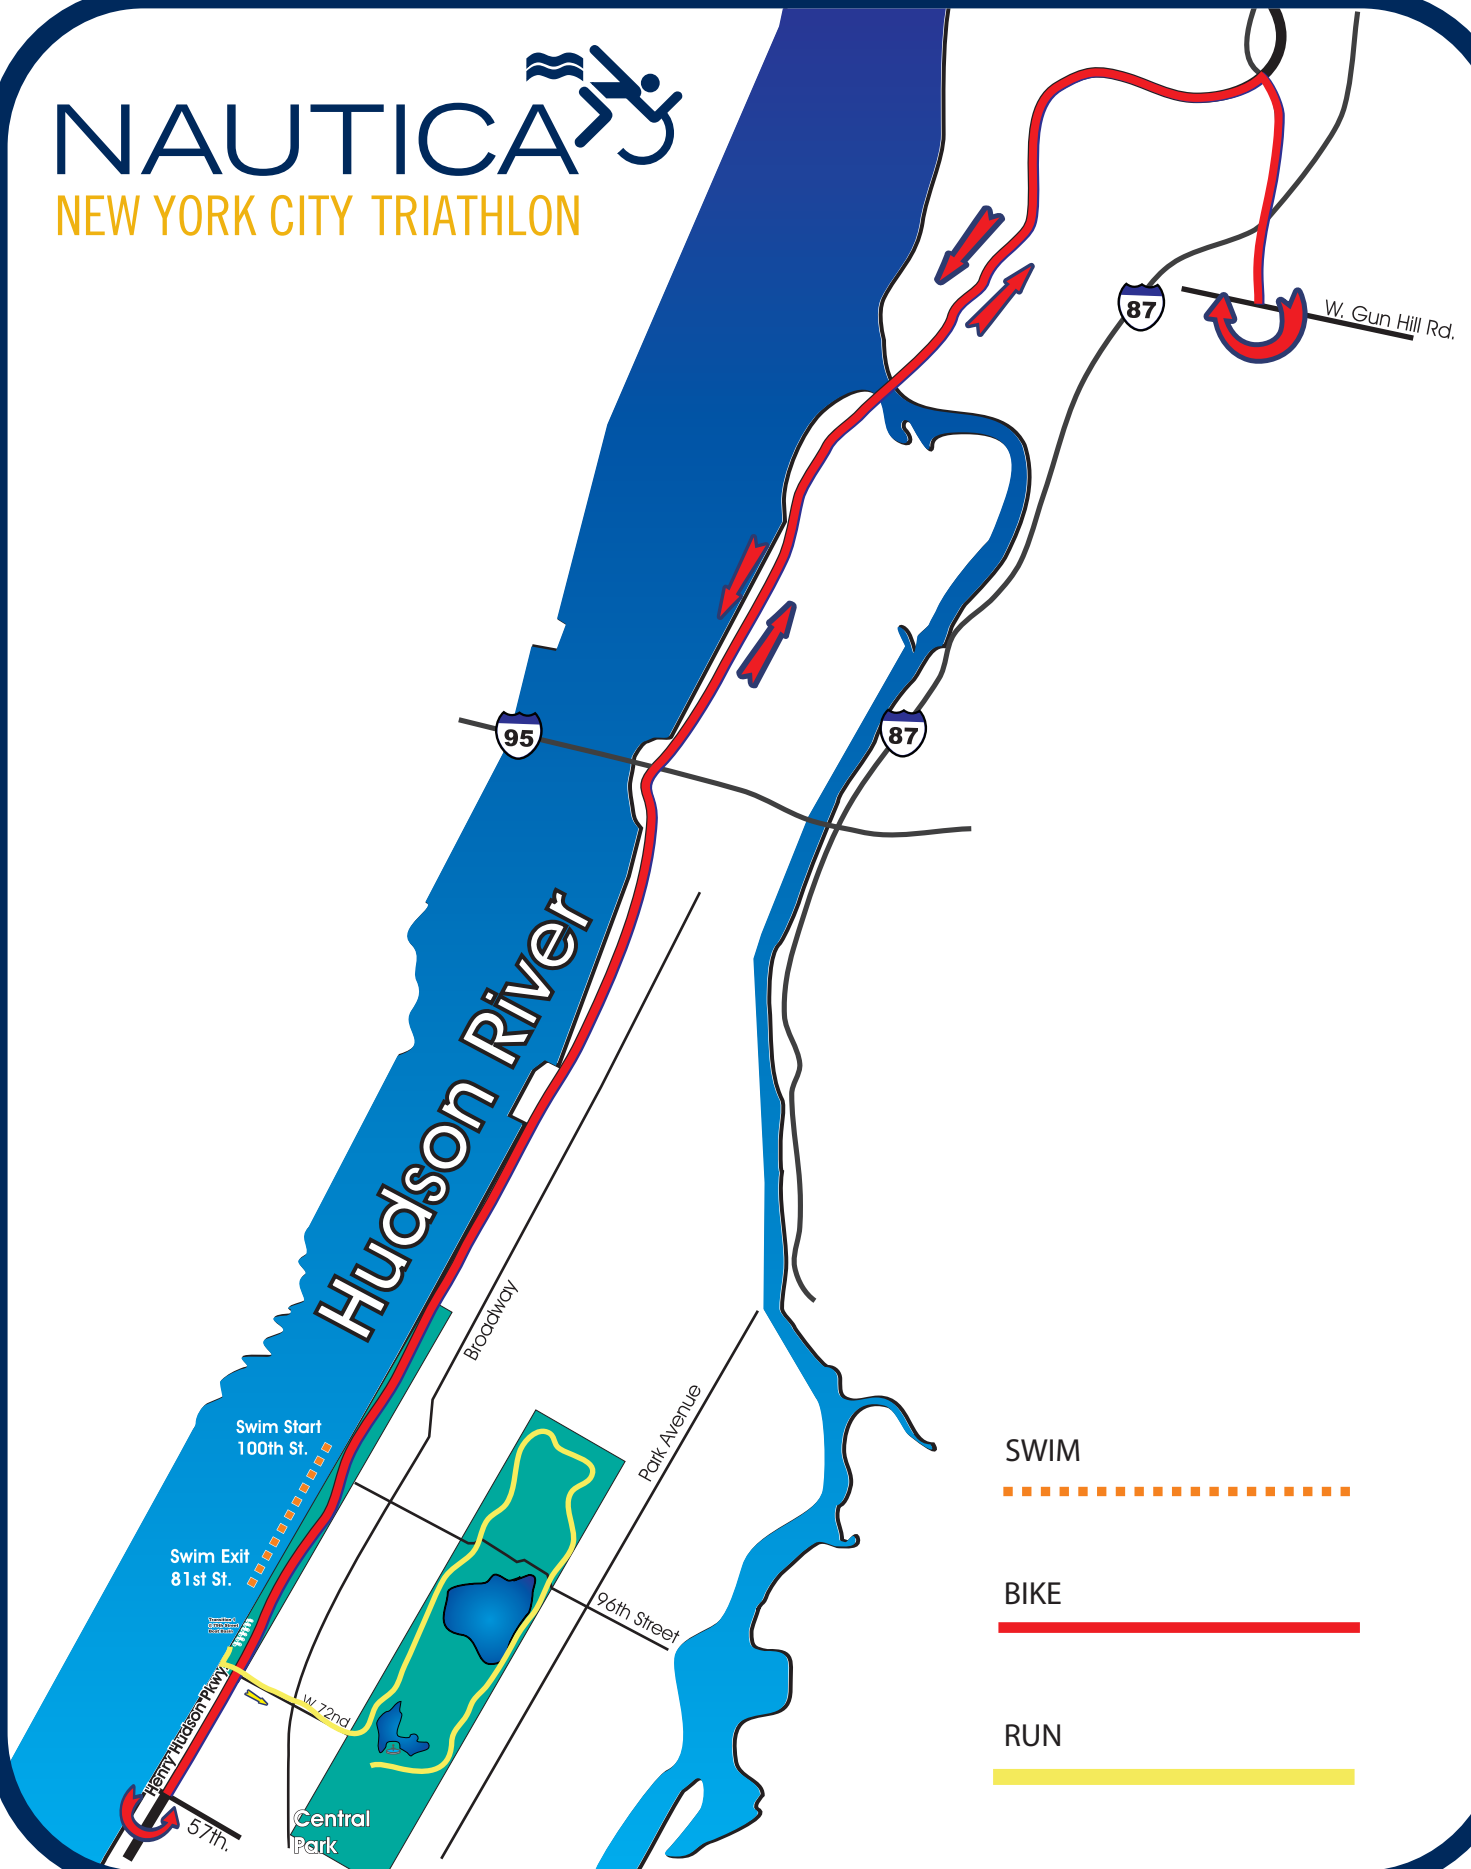 NAUTICA
NEW YORK CITY TRIATHLON
87
W. Gun Hill Rd.
95
87
Hudson River
Broadway
Park Avenue
Swim Start
100th St.
Swim Exit
81st St.
96th Street
W 72nd
Henry Hudson Pkwy.
57th.
Central
Park
SWIM
BIKE
RUN